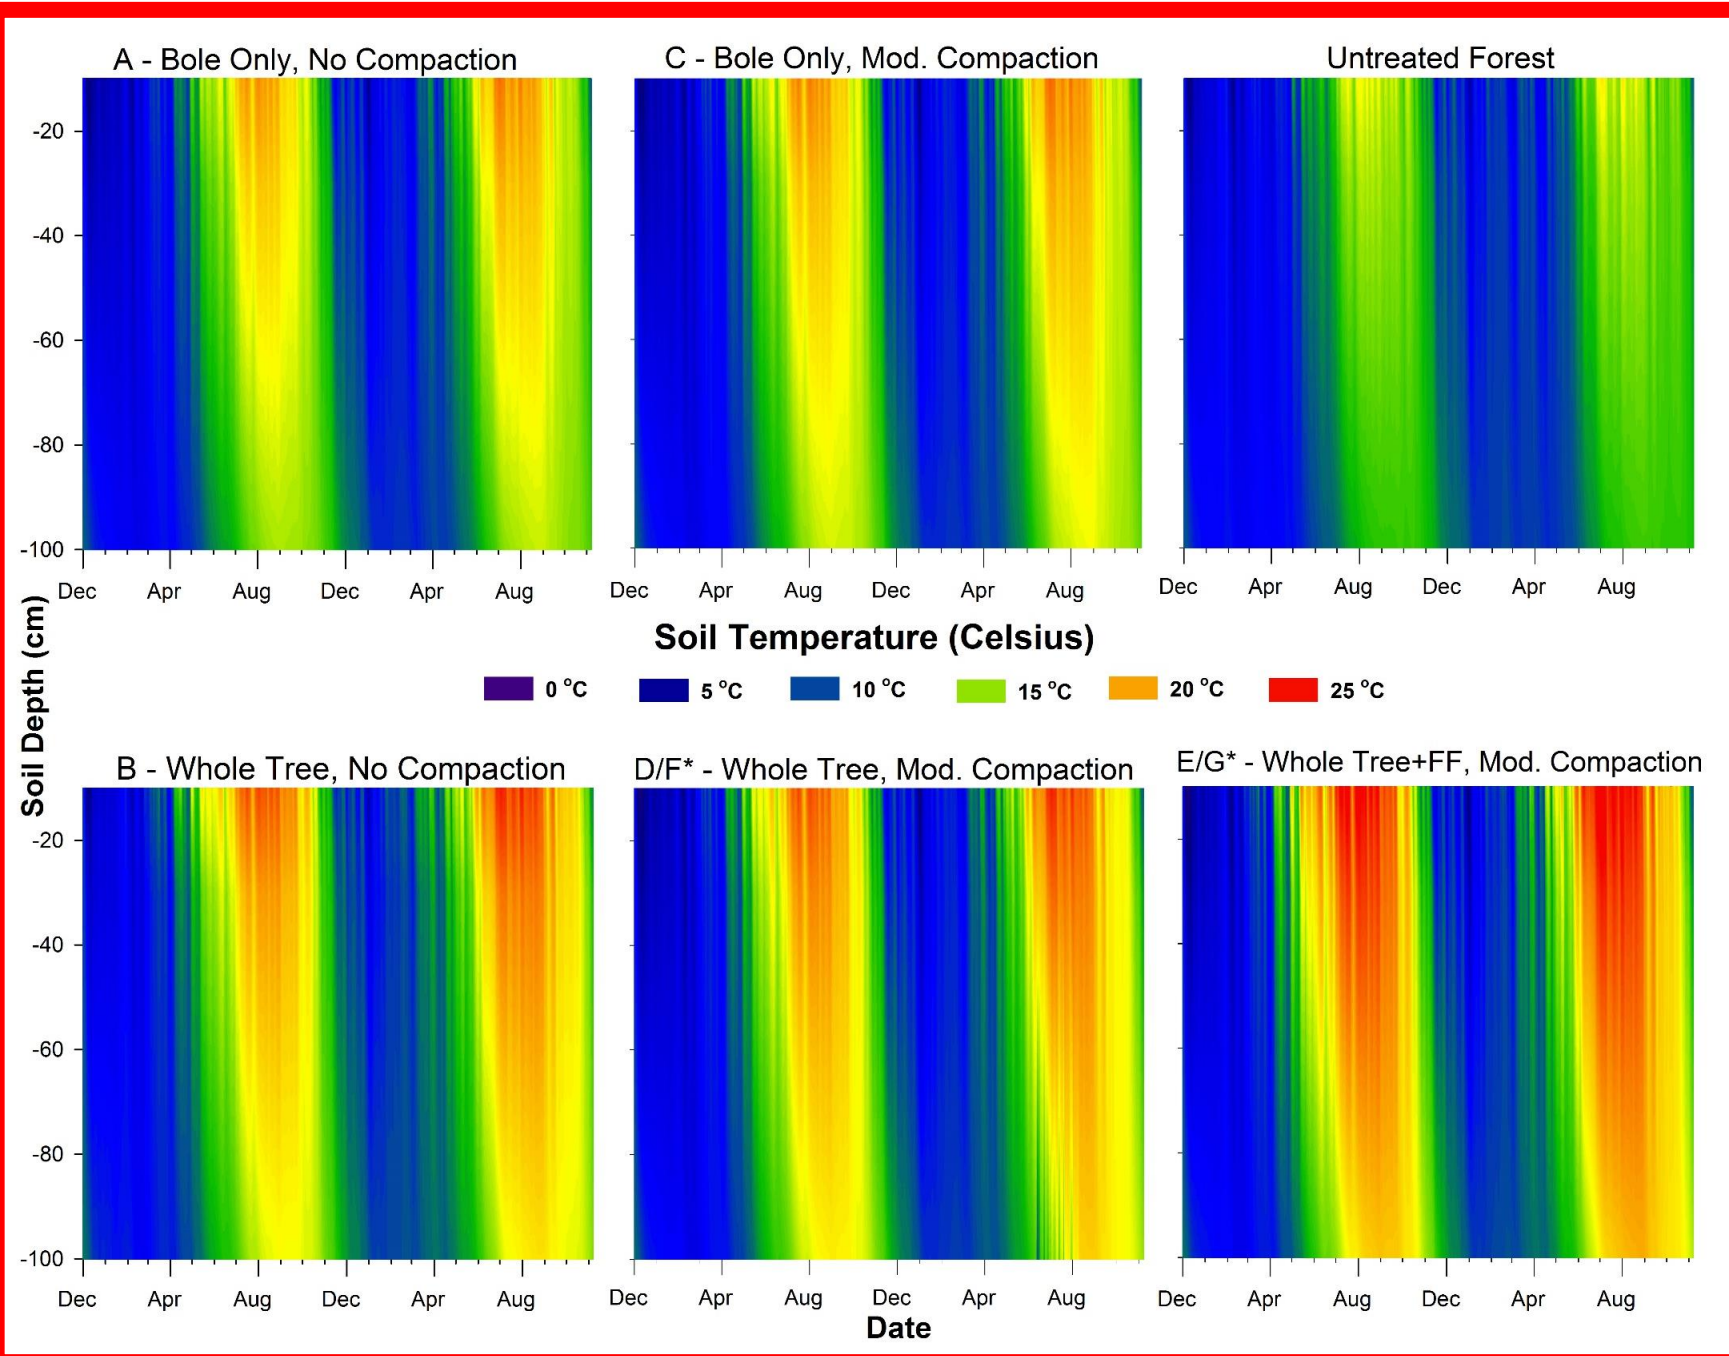 A - Bole Only, No Compaction
C - Bole Only, Mod. Compaction
Untreated Forest
-20
-40
-60
-80
-100
Dec Apr Aug Dec Apr Aug
Dec Apr Aug Dec Apr Aug
Dec Apr Aug Dec Apr Aug
Soil Depth (cm)
Soil Temperature (Celsius)
0 °C 5 °C 10 °C 15 °C 20 °C 25 °C
B - Whole Tree, No Compaction
D/F* - Whole Tree, Mod. Compaction
E/G* - Whole Tree+FF, Mod. Compaction
-20
-40
-60
-80
-100
Dec Apr Aug Dec Apr Aug
Dec Apr Aug Dec Apr Aug
Dec Apr Aug Dec Apr Aug
Date